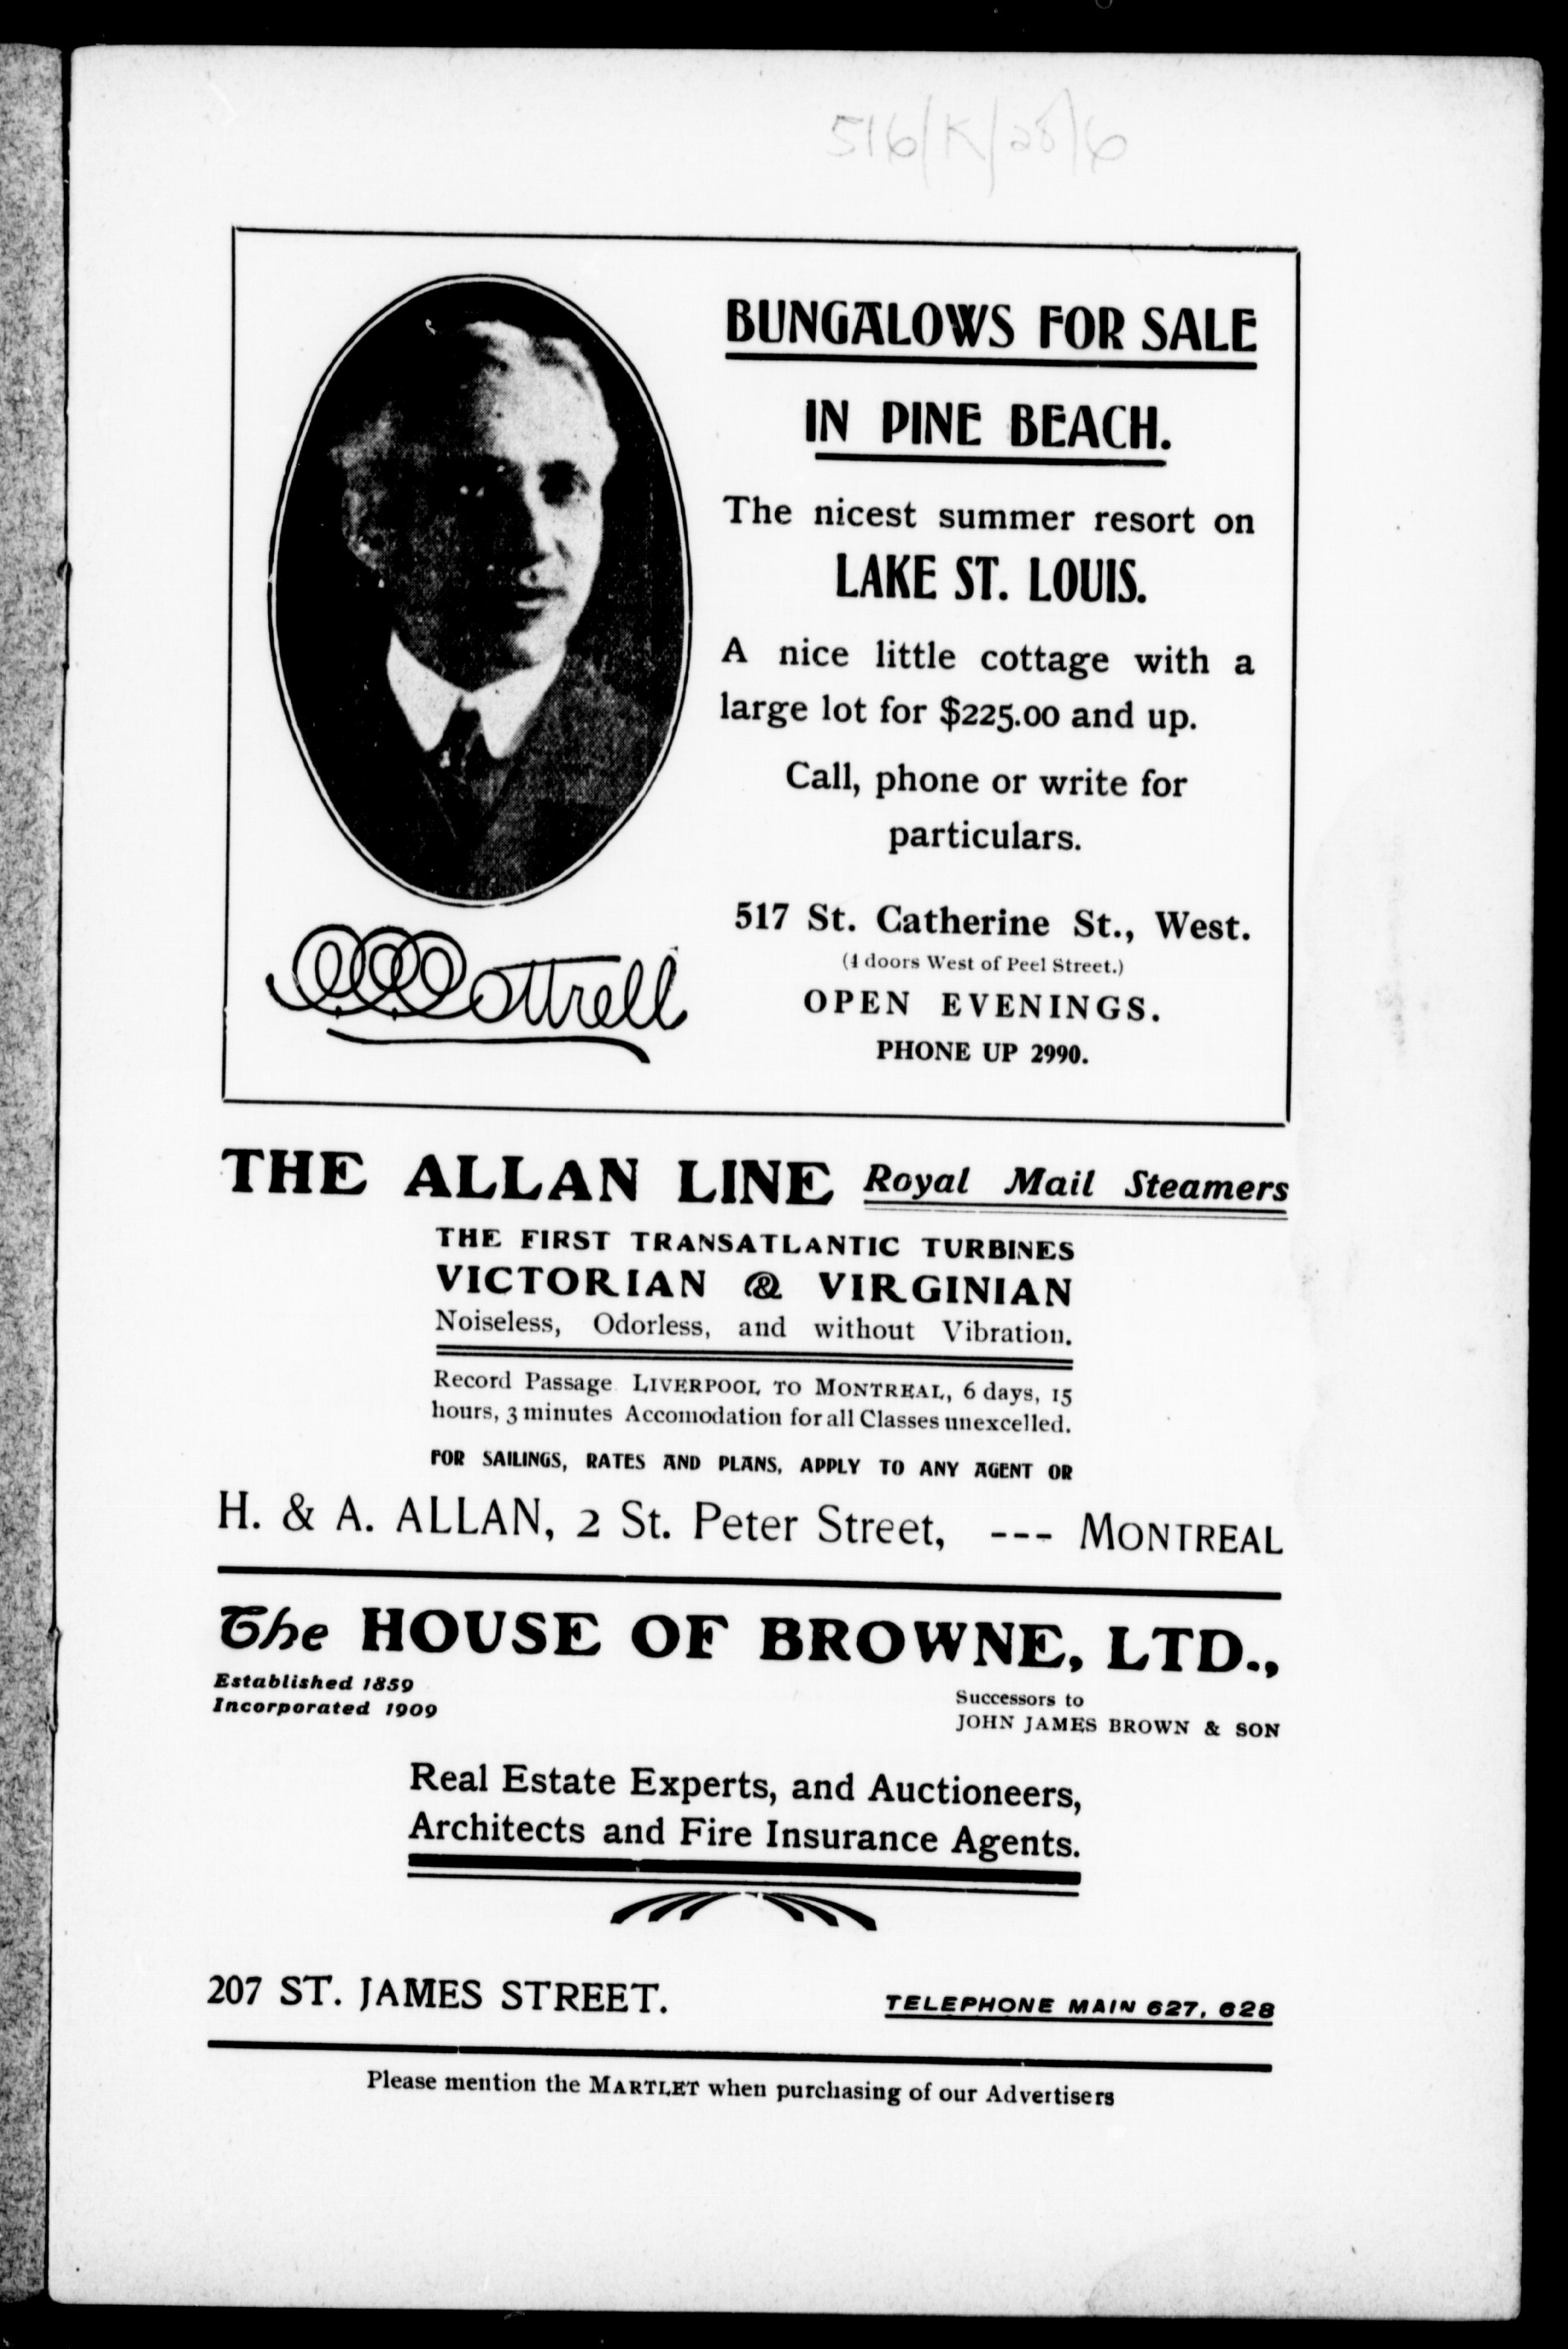 516/K/28/6
BUNGALOWS FOR SALE
IN PINE BEACH.
The nicest summer resort on
LAKE ST. LOUIS.
A nice little cottage with a
large lot for $225.00 and up.
Call, phone or write for
particulars.
517 St. Catherine St., West.
(4 doors West of Peel Street.)
OPEN EVENINGS.
PHONE UP 2990.
CCCottrell
THE ALLAN LINE Royal Mail Steamers
THE FIRST TRANSATLANTIC TURBINES
VICTORIAN & VIRGINIAN
Noiseless, Odorless, and without Vibration.
Record Passage LIVERPOOL TO MONTREAL, 6 days, 15
hours, 3 minutes Accomodation for all Classes unexcelled.
FOR SAILINGS, RATES AND PLANS, APPLY TO ANY AGENT OR
H. & A. ALLAN, 2 St. Peter Street, --- MONTREAL
The HOUSE OF BROWNE, LTD.,
Established 1859
Incorporated 1909
Successors to
JOHN JAMES BROWN & SON
Real Estate Experts, and Auctioneers,
Architects and Fire Insurance Agents.
207 ST. JAMES STREET.
TELEPHONE MAIN 627, 628
Please mention the MARTLET when purchasing of our Advertisers